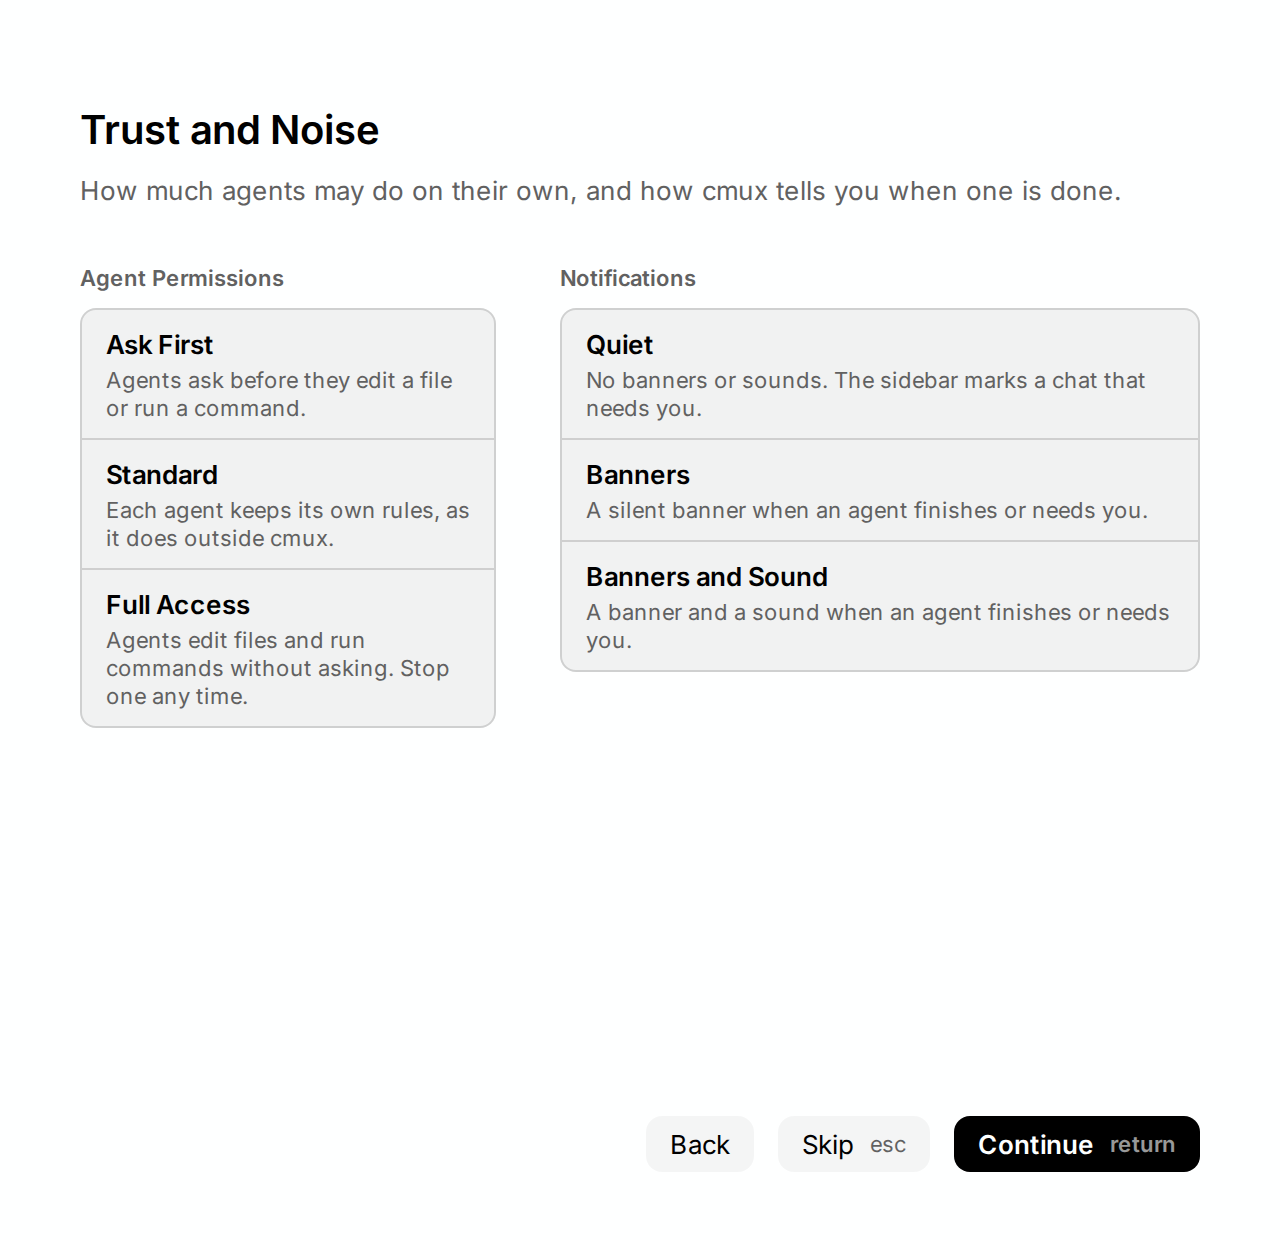 Trust and Noise
How much agents may do on their own, and how cmux tells you when one is done.
Agent Permissions
Ask First
Agents ask before they edit a file
or run a command.
Standard
Each agent keeps its own rules, as
it does outside cmux.
Full Access
Agents edit files and run
commands without asking. Stop
one any time.
Notifications
Quiet
No banners or sounds. The sidebar marks a chat that
needs you.
Banners
A silent banner when an agent finishes or needs you.
Banners and Sound
A banner and a sound when an agent finishes or needs
you.
Back
Skip esc
Continue return